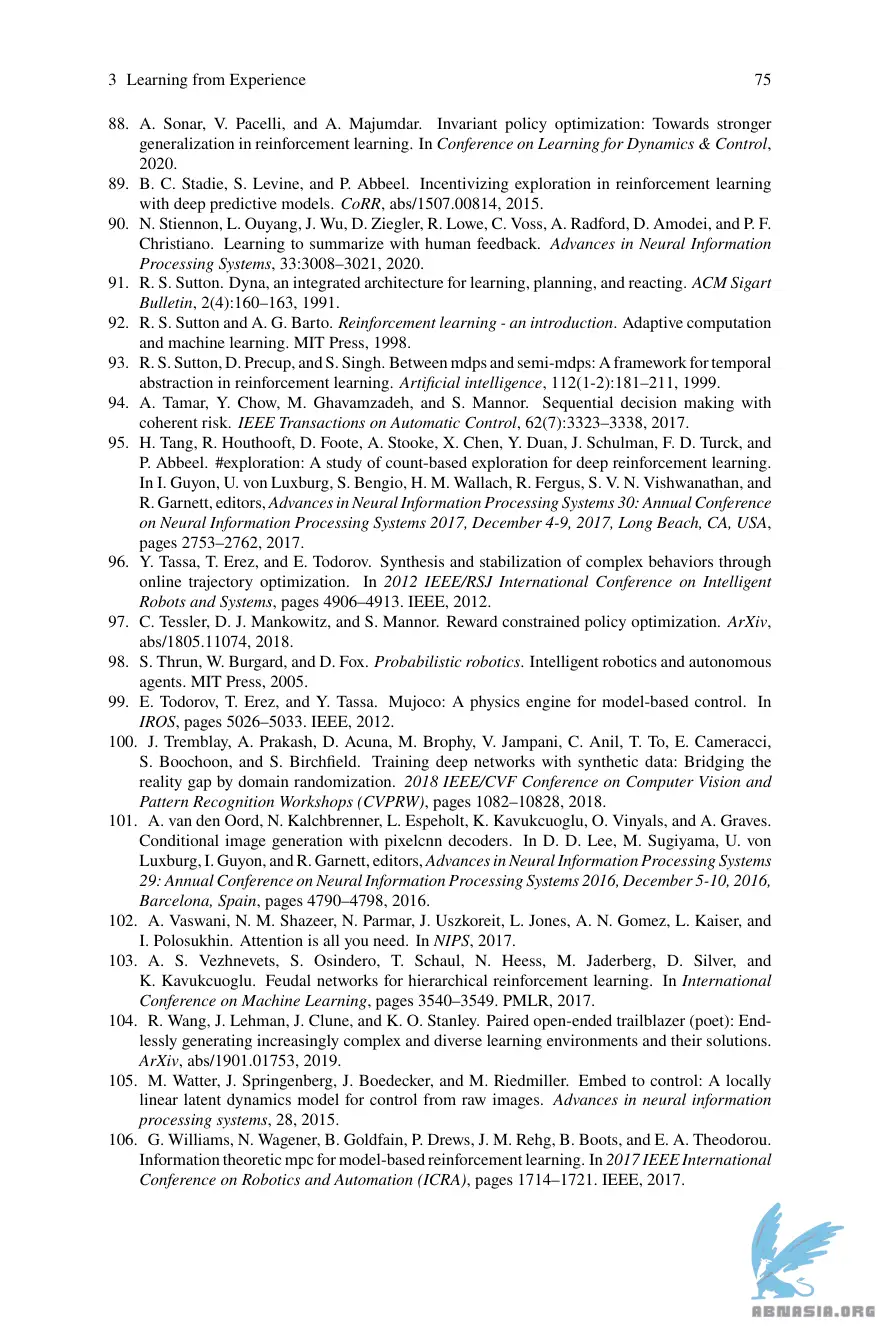 3 Learning from Experience 75
88. A. Sonar, V. Pacelli, and A. Majumdar. Invariant policy optimization: Towards stronger
generalization in reinforcement learning. In Conference on Learning for Dynamics & Control,
2020.
89. B. C. Stadie, S. Levine, and P. Abbeel. Incentivizing exploration in reinforcement learning
with deep predictive models. CoRR, abs/1507.00814, 2015.
90. N. Stiennon, L. Ouyang, J. Wu, D. Ziegler, R. Lowe, C. Voss, A. Radford, D. Amodei, and P. F.
Christiano. Learning to summarize with human feedback. Advances in Neural Information
Processing Systems, 33:3008–3021, 2020.
91. R. S. Sutton. Dyna, an integrated architecture for learning, planning, and reacting. ACM Sigart
Bulletin, 2(4):160–163, 1991.
92. R. S. Sutton and A. G. Barto. Reinforcement learning - an introduction. Adaptive computation
and machine learning. MIT Press, 1998.
93. R. S. Sutton, D. Precup, and S. Singh. Between mdps and semi-mdps: A framework for temporal
abstraction in reinforcement learning. Artificial intelligence, 112(1-2):181–211, 1999.
94. A. Tamar, Y. Chow, M. Ghavamzadeh, and S. Mannor. Sequential decision making with
coherent risk. IEEE Transactions on Automatic Control, 62(7):3323–3338, 2017.
95. H. Tang, R. Houthooft, D. Foote, A. Stooke, X. Chen, Y. Duan, J. Schulman, F. D. Turck, and
P. Abbeel. #exploration: A study of count-based exploration for deep reinforcement learning.
In I. Guyon, U. von Luxburg, S. Bengio, H. M. Wallach, R. Fergus, S. V. N. Vishwanathan, and
R. Garnett, editors, Advances in Neural Information Processing Systems 30: Annual Conference
on Neural Information Processing Systems 2017, December 4-9, 2017, Long Beach, CA, USA,
pages 2753–2762, 2017.
96. Y. Tassa, T. Erez, and E. Todorov. Synthesis and stabilization of complex behaviors through
online trajectory optimization. In 2012 IEEE/RSJ International Conference on Intelligent
Robots and Systems, pages 4906–4913. IEEE, 2012.
97. C. Tessler, D. J. Mankowitz, and S. Mannor. Reward constrained policy optimization. ArXiv,
abs/1805.11074, 2018.
98. S. Thrun, W. Burgard, and D. Fox. Probabilistic robotics. Intelligent robotics and autonomous
agents. MIT Press, 2005.
99. E. Todorov, T. Erez, and Y. Tassa. Mujoco: A physics engine for model-based control. In
IROS, pages 5026–5033. IEEE, 2012.
100. J. Tremblay, A. Prakash, D. Acuna, M. Brophy, V. Jampani, C. Anil, T. To, E. Cameracci,
S. Boochoon, and S. Birchfield. Training deep networks with synthetic data: Bridging the
reality gap by domain randomization. 2018 IEEE/CVF Conference on Computer Vision and
Pattern Recognition Workshops (CVPRW), pages 1082–10828, 2018.
101. A. van den Oord, N. Kalchbrenner, L. Espeholt, K. Kavukcuoglu, O. Vinyals, and A. Graves.
Conditional image generation with pixelcnn decoders. In D. D. Lee, M. Sugiyama, U. von
Luxburg, I. Guyon, and R. Garnett, editors, Advances in Neural Information Processing Systems
29: Annual Conference on Neural Information Processing Systems 2016, December 5-10, 2016,
Barcelona, Spain, pages 4790–4798, 2016.
102. A. Vaswani, N. M. Shazeer, N. Parmar, J. Uszkoreit, L. Jones, A. N. Gomez, L. Kaiser, and
I. Polosukhin. Attention is all you need. In NIPS, 2017.
103. A. S. Vezhnevets, S. Osindero, T. Schaul, N. Heess, M. Jaderberg, D. Silver, and
K. Kavukcuoglu. Feudal networks for hierarchical reinforcement learning. In International
Conference on Machine Learning, pages 3540–3549. PMLR, 2017.
104. R. Wang, J. Lehman, J. Clune, and K. O. Stanley. Paired open-ended trailblazer (poet): End-
lessly generating increasingly complex and diverse learning environments and their solutions.
ArXiv, abs/1901.01753, 2019.
105. M. Watter, J. Springenberg, J. Boedecker, and M. Riedmiller. Embed to control: A locally
linear latent dynamics model for control from raw images. Advances in neural information
processing systems, 28, 2015.
106. G. Williams, N. Wagener, B. Goldfain, P. Drews, J. M. Rehg, B. Boots, and E. A. Theodorou.
Information theoretic mpc for model-based reinforcement learning. In 2017 IEEE International
Conference on Robotics and Automation (ICRA), pages 1714–1721. IEEE, 2017.
ABNASIA.ORG